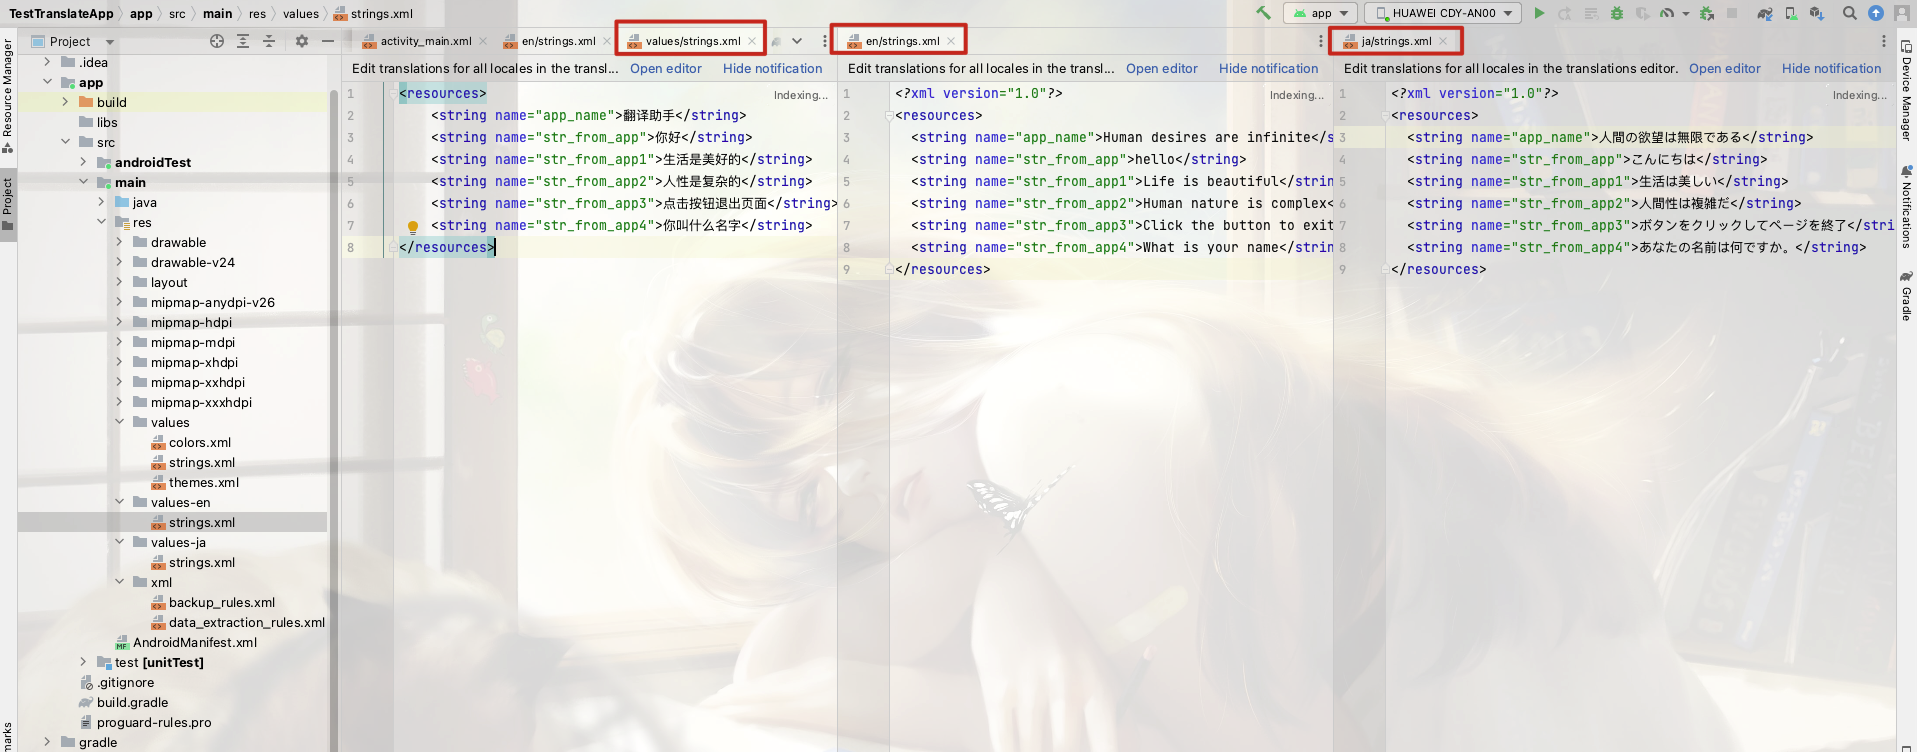 TestTranslateApp › app › src › main › res › values › strings.xml
app
HUAWEI CDY-AN00
Resource Manager
Project
Project
activity_main.xml
en/strings.xml
values/strings.xml
en/strings.xml
ja/strings.xml
.idea
app
build
libs
src
androidTest
main
java
res
drawable
drawable-v24
layout
mipmap-anydpi-v26
mipmap-hdpi
mipmap-mdpi
mipmap-xhdpi
mipmap-xxhdpi
mipmap-xxxhdpi
values
colors.xml
strings.xml
themes.xml
values-en
strings.xml
values-ja
strings.xml
xml
backup_rules.xml
data_extraction_rules.xml
AndroidManifest.xml
test [unitTest]
.gitignore
build.gradle
proguard-rules.pro
gradle
marks
Edit translations for all locales in the transl... Open editor Hide notification
Indexing...
1 <resources>
2 <string name="app_name">翻译助手</string>
3 <string name="str_from_app">你好</string>
4 <string name="str_from_app1">生活是美好的</string>
5 <string name="str_from_app2">人性是复杂的</string>
6 <string name="str_from_app3">点击按钮退出页面</string>
7 <string name="str_from_app4">你叫什么名字</string>
8 </resources>
Edit translations for all locales in the transl... Open editor Hide notification
Indexing...
1 <?xml version="1.0"?>
2 <resources>
3 <string name="app_name">Human desires are infinite</s
4 <string name="str_from_app">hello</string>
5 <string name="str_from_app1">Life is beautiful</strin
6 <string name="str_from_app2">Human nature is complex<
7 <string name="str_from_app3">Click the button to exit
8 <string name="str_from_app4">What is your name</strin
9 </resources>
Edit translations for all locales in the translations editor. Open editor Hide notification
Indexing...
1 <?xml version="1.0"?>
2 <resources>
3 <string name="app_name">人間の欲望は無限である</string>
4 <string name="str_from_app">こんにちは</string>
5 <string name="str_from_app1">生活は美しい</string>
6 <string name="str_from_app2">人間性は複雑だ</string>
7 <string name="str_from_app3">ボタンをクリックしてページを終了</stri
8 <string name="str_from_app4">あなたの名前は何ですか。</string>
9 </resources>
Device Manager
Notifications
Gradle